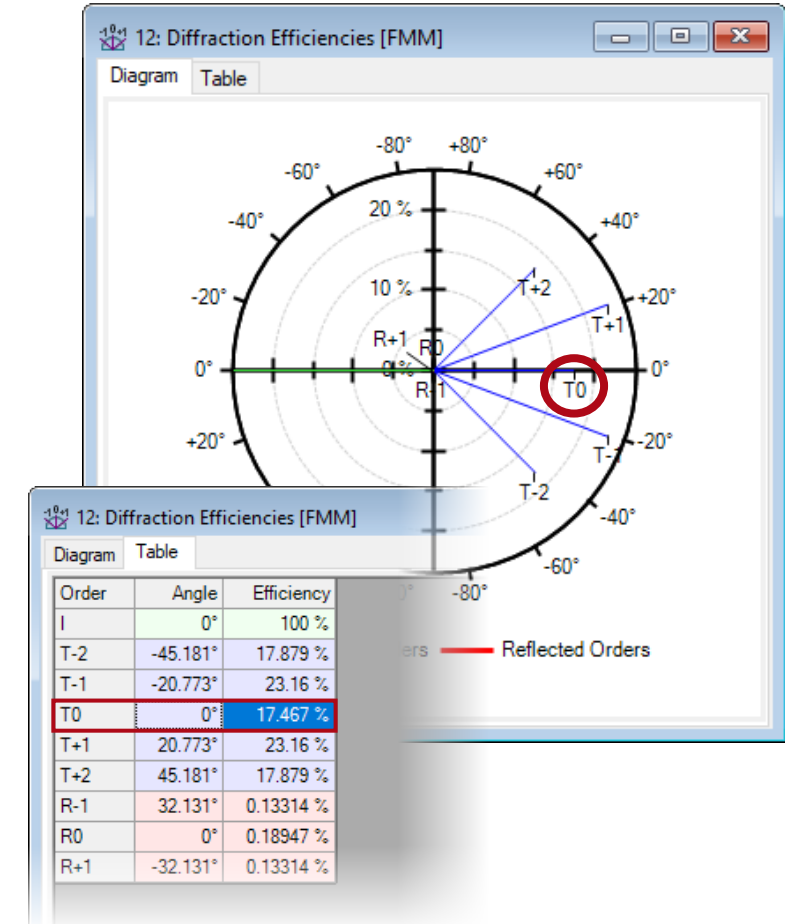 12: Diffraction Efficiencies [FMM]
Diagram Table
-80° +80°
-60° +60°
20 %
-40° +40°
10 % T+2
-20° +20°
T+1
R+1 R0
0° 0 % 0°
R-1 T0
+20° -20°
T-1
T-2
-40°
-60°
-80°
Reflected Orders
12: Diffraction Efficiencies [FMM]
Diagram Table
Order Angle Efficiency
I 0° 100 %
T-2 -45.181° 17.879 %
T-1 -20.773° 23.16 %
T0 0° 17.467 %
T+1 20.773° 23.16 %
T+2 45.181° 17.879 %
R-1 32.131° 0.13314 %
R0 0° 0.18947 %
R+1 -32.131° 0.13314 %